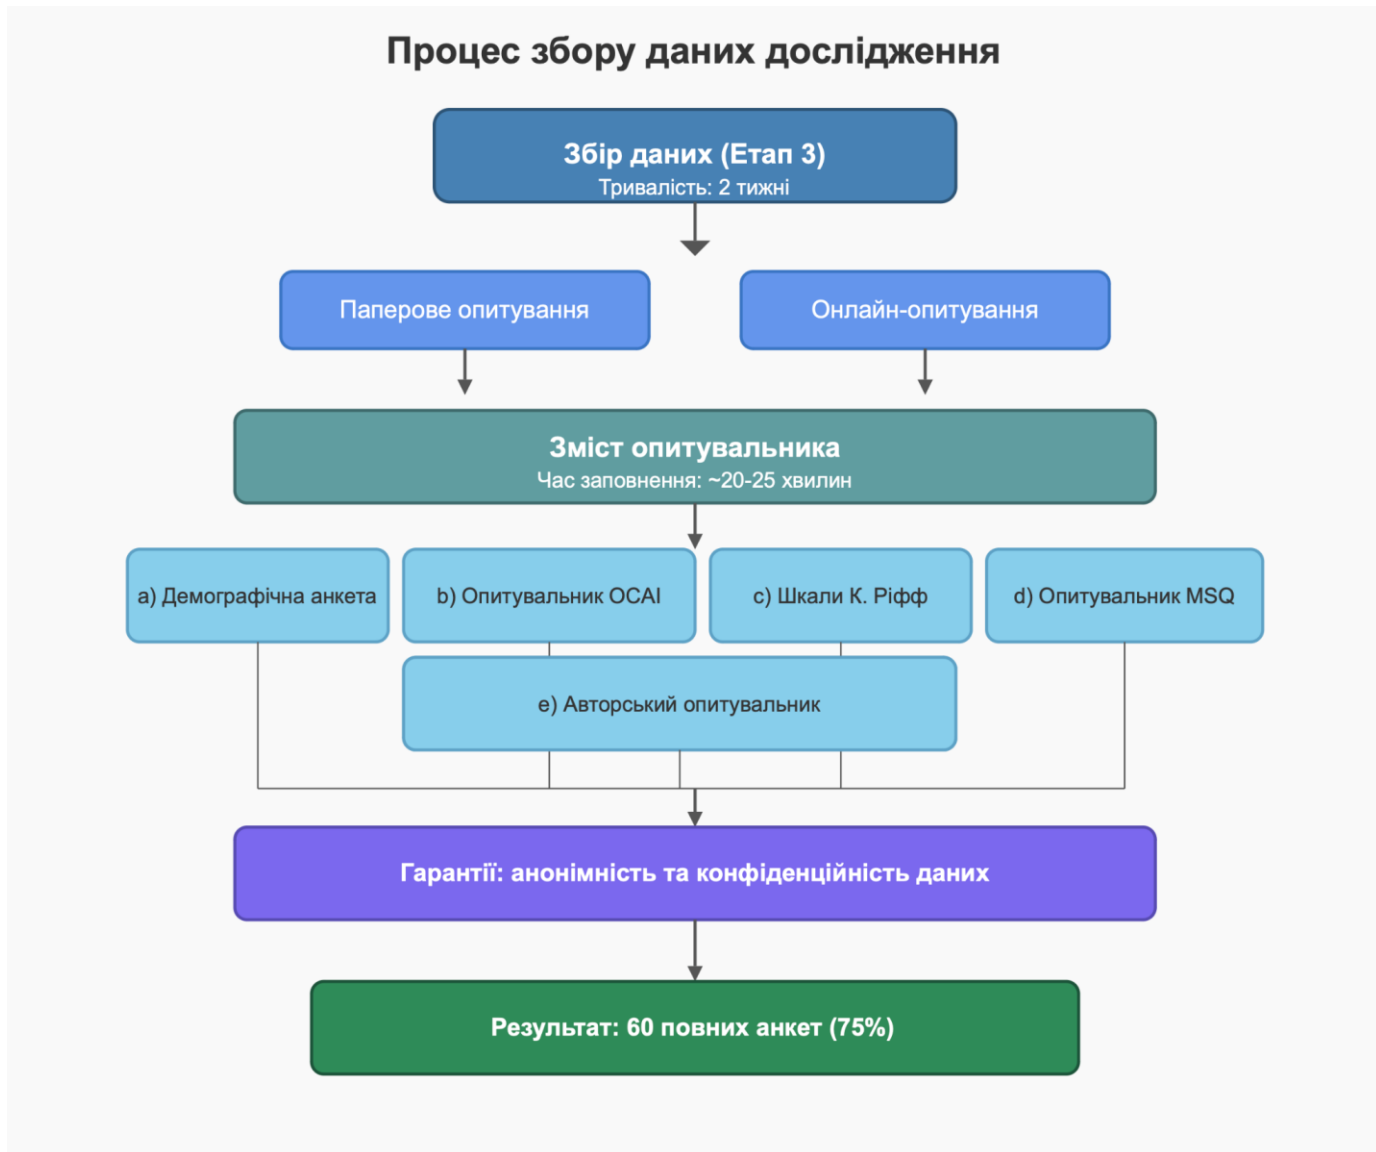 Процес збору даних дослідження
Збір даних (Етап 3)
Тривалість: 2 тижні
Паперове опитування
Онлайн-опитування
Зміст опитувальника
Час заповнення: ~20-25 хвилин
a) Демографічна анкета
b) Опитувальник OCAI
c) Шкали К. Ріфф
d) Опитувальник MSQ
e) Авторський опитувальник
Гарантії: анонімність та конфіденційність даних
Результат: 60 повних анкет (75%)